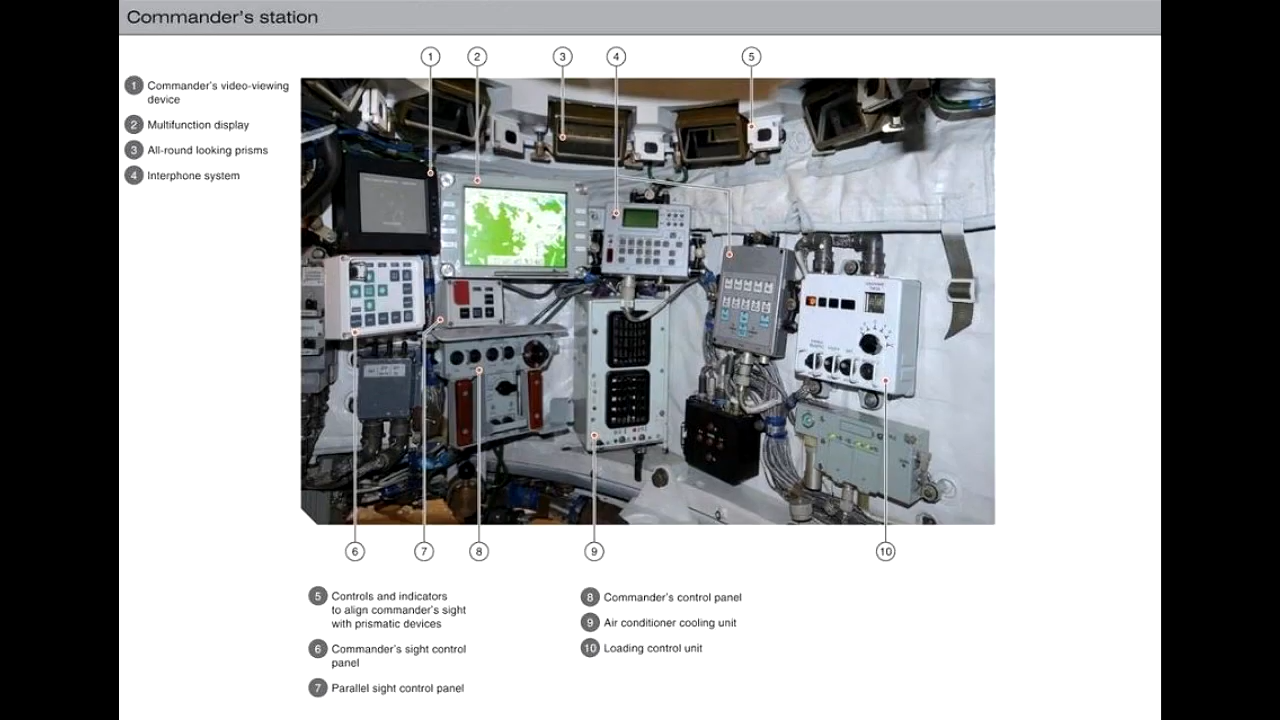 Commander's station
1 2 3 4 5
1 Commander's video-viewing
device
2 Multifunction display
3 All-round looking prisms
4 Interphone system
6 7 8 9 10
5 Controls and indicators
to align commander's sight
with prismatic devices
6 Commander's sight control
panel
7 Parallel sight control panel
8 Commander's control panel
9 Air conditioner cooling unit
10 Loading control unit